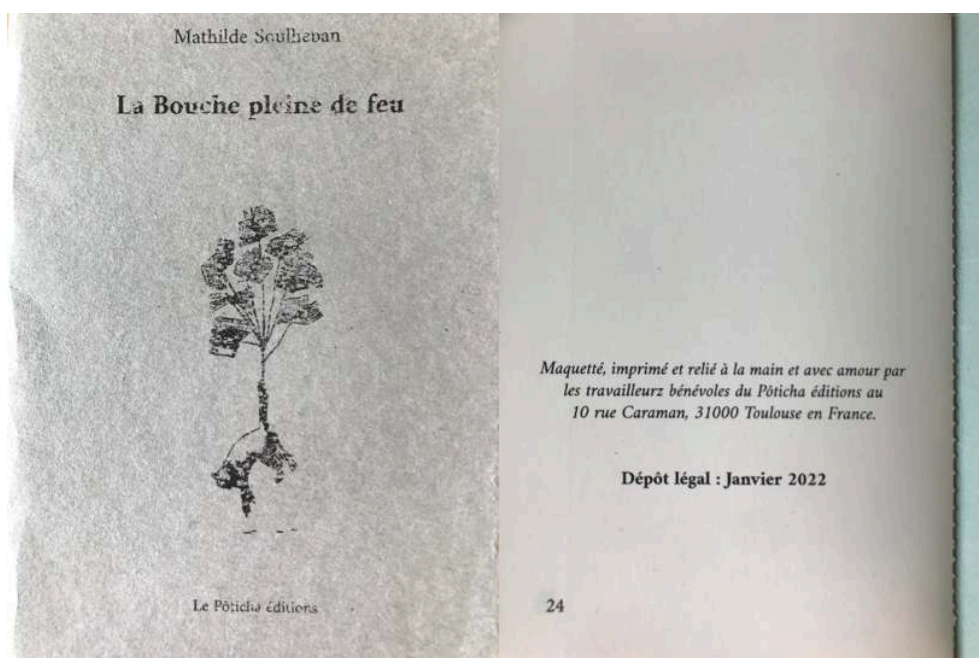 Mathilde
La Bouche pleine de feu
Le Pôticha éditions
Maquetté, imprimé et relié à la main et avec amour par
les travailleurz bénévoles du Pôticha éditions au
10 rue Caraman, 31000 Toulouse en France.
Dépôt légal : Janvier 2022
24